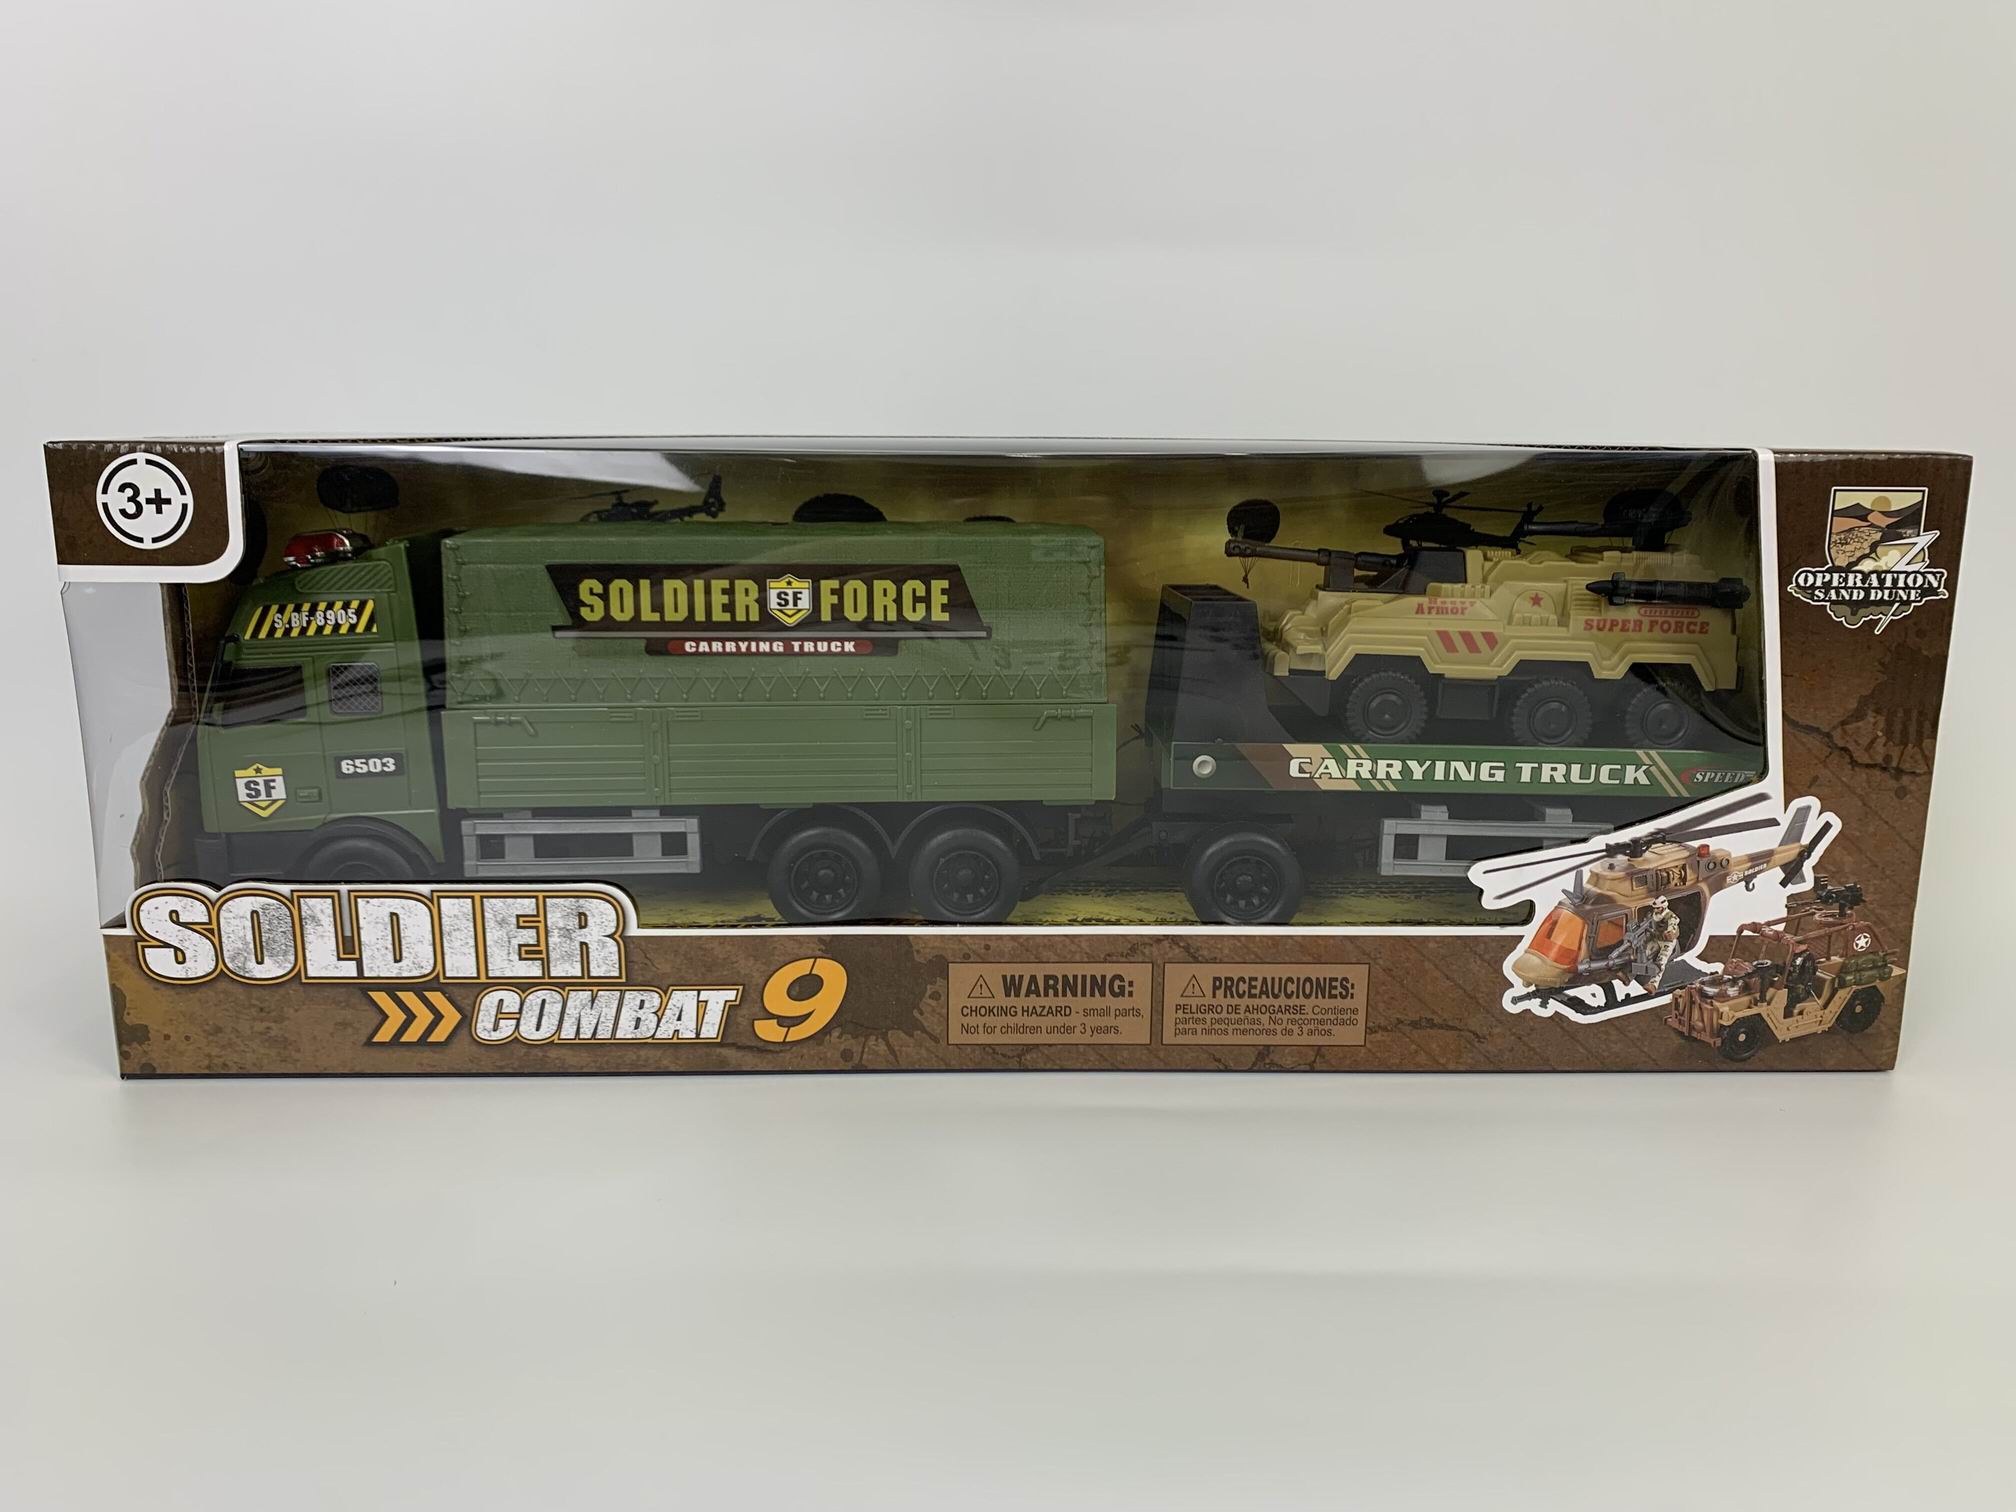 3+
OPERATION
SAND DUNE
S.BF-8905
SOLDIER SF FORCE
CARRYING TRUCK
Heavy
Armor
SUPER FORCE
6503
SF
CARRYING TRUCK
SPEED
SOLDIER
COMBAT 9
WARNING:
CHOKING HAZARD - small parts,
Not for children under 3 years.
PRCEAUCIONES:
PELIGRO DE AHOGARSE. Contiene
partes pequeñas, No recomendado
para ninos menores de 3 años.
SOLDIER